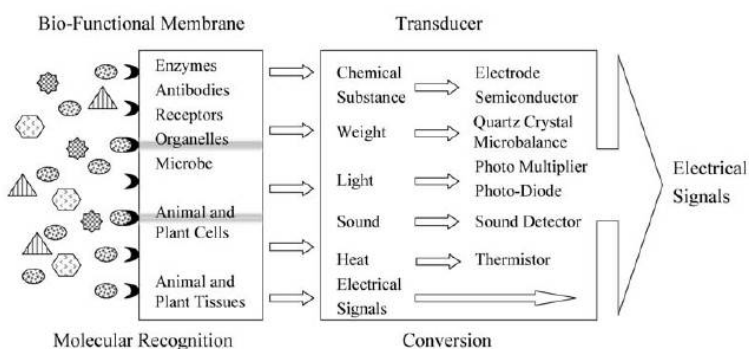 Bio-Functional Membrane
Transducer
Enzymes
Antibodies
Receptors
Organelles
Microbe
Animal and
Plant Cells
Animal and
Plant Tissues
Chemical
Substance
Electrode
Semiconductor
Weight
Quartz Crystal
Microbalance
Light
Photo Multiplier
Photo-Diode
Sound
Sound Detector
Heat
Thermistor
Electrical
Signals
Electrical
Signals
Molecular Recognition
Conversion